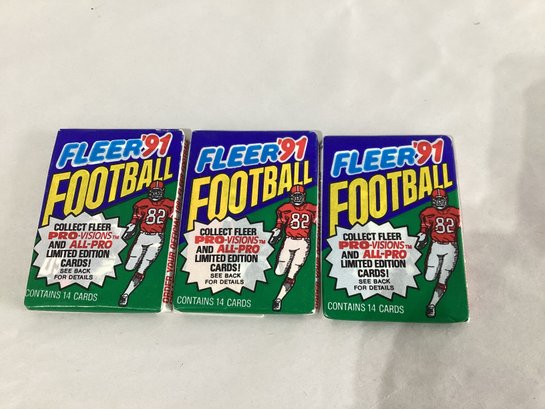 FLEER '91
FOOTBALL
82
COLLECT FLEER
PRO-VISIONS™
AND ALL-PRO
LIMITED EDITION
CARDS!
SEE BACK
FOR DETAILS
CONTAINS 14 CARDS
FLEER '91
FOOTBALL
82
COLLECT FLEER
PRO-VISIONS™
AND ALL-PRO
LIMITED EDITION
CARDS!
SEE BACK
FOR DETAILS
CONTAINS 14 CARDS
FLEER '91
FOOTBALL
82
COLLECT FLEER
PRO-VISIONS™
AND ALL-PRO
LIMITED EDITION
CARDS!
SEE BACK
FOR DETAILS
CONTAINS 14 CARDS